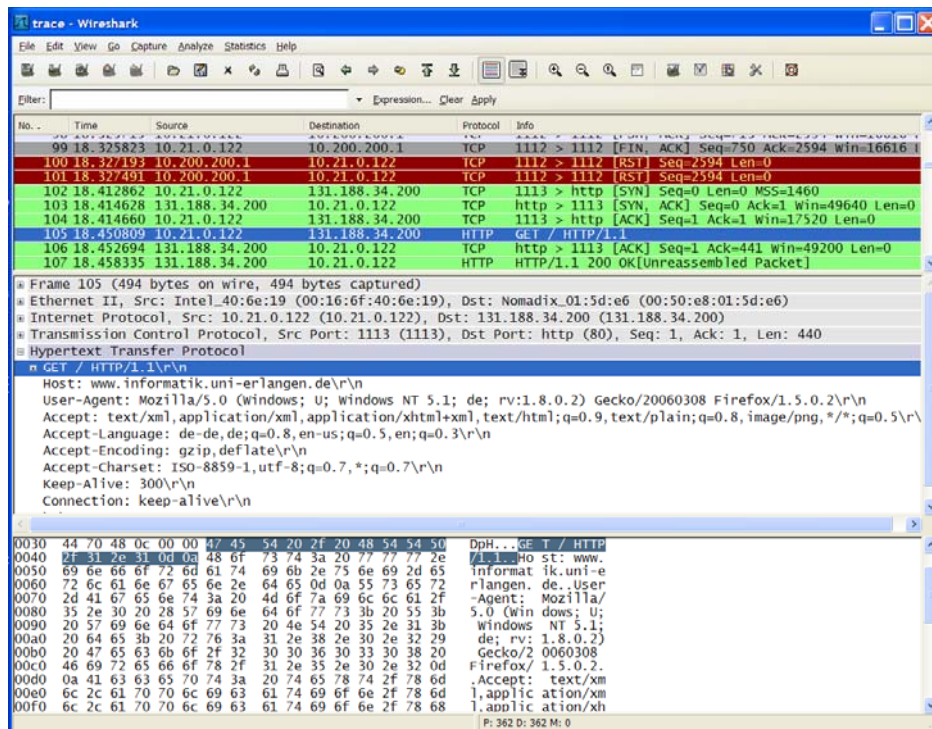 trace - Wireshark
File Edit View Go Capture Analyze Statistics Help
Filter: Expression... Clear Apply
No. . Time Source Destination Protocol Info
99 18.325823 10.21.0.122 10.200.200.1 TCP 1112 > 1112 [FIN, ACK] Seq=750 Ack=2594 Win=16616 L
100 18.327193 10.200.200.1 10.21.0.122 TCP 1112 > 1112 [RST] Seq=2594 Len=0
101 18.327491 10.200.200.1 10.21.0.122 TCP 1112 > 1112 [RST] Seq=2594 Len=0
102 18.412862 10.21.0.122 131.188.34.200 TCP 1113 > http [SYN] Seq=0 Len=0 MSS=1460
103 18.414628 131.188.34.200 10.21.0.122 TCP http > 1113 [SYN, ACK] Seq=0 Ack=1 Win=49640 Len=0
104 18.414660 10.21.0.122 131.188.34.200 TCP 1113 > http [ACK] Seq=1 Ack=1 Win=17520 Len=0
105 18.450809 10.21.0.122 131.188.34.200 HTTP GET / HTTP/1.1
106 18.452694 131.188.34.200 10.21.0.122 TCP http > 1113 [ACK] Seq=1 Ack=441 Win=49200 Len=0
107 18.458335 131.188.34.200 10.21.0.122 HTTP HTTP/1.1 200 OK[Unreassembled Packet]
Frame 105 (494 bytes on wire, 494 bytes captured)
Ethernet II, Src: Intel_40:6e:19 (00:16:6f:40:6e:19), Dst: Nomadix_01:5d:e6 (00:50:e8:01:5d:e6)
Internet Protocol, Src: 10.21.0.122 (10.21.0.122), Dst: 131.188.34.200 (131.188.34.200)
Transmission Control Protocol, Src Port: 1113 (1113), Dst Port: http (80), Seq: 1, Ack: 1, Len: 440
Hypertext Transfer Protocol
GET / HTTP/1.1\r\n
Host: www.informatik.uni-erlangen.de\r\n
User-Agent: Mozilla/5.0 (Windows; U; Windows NT 5.1; de; rv:1.8.0.2) Gecko/20060308 Firefox/1.5.0.2\r\n
Accept: text/xml,application/xml,application/xhtml+xml,text/html;q=0.9,text/plain;q=0.8,image/png,*/*;q=0.5\r\
Accept-Language: de-de,de;q=0.8,en-us;q=0.5,en;q=0.3\r\n
Accept-Encoding: gzip,deflate\r\n
Accept-Charset: ISO-8859-1,utf-8;q=0.7,*;q=0.7\r\n
Keep-Alive: 300\r\n
Connection: keep-alive\r\n
0030 44 70 48 0c 00 00 47 45 54 20 2f 20 48 54 54 50 DpH...GE T / HTTP
0040 2f 31 2e 31 0d 0a 48 6f 73 74 3a 20 77 77 77 2e /1.1..Ho st: www.
0050 69 6e 66 6f 72 6d 61 74 69 6b 2e 75 6e 69 2d 65 informat ik.uni-e
0060 72 6c 61 6e 67 65 6e 2e 64 65 0d 0a 55 73 65 72 rlangen. de..User
0070 2d 41 67 65 6e 74 3a 20 4d 6f 7a 69 6c 6c 61 2f -Agent: Mozilla/
0080 35 2e 30 20 28 57 69 6e 64 6f 77 73 3b 20 55 3b 5.0 (Win dows; U;
0090 20 57 69 6e 64 6f 77 73 20 4e 54 20 35 2e 31 3b Windows NT 5.1;
00a0 20 64 65 3b 20 72 76 3a 31 2e 38 2e 30 2e 32 29 de; rv: 1.8.0.2)
00b0 20 47 65 63 6b 6f 2f 32 30 30 36 30 33 30 38 20 Gecko/2 0060308
00c0 46 69 72 65 66 6f 78 2f 31 2e 35 2e 30 2e 32 0d Firefox/ 1.5.0.2.
00d0 0a 41 63 63 65 70 74 3a 20 74 65 78 74 2f 78 6d .Accept: text/xm
00e0 6c 2c 61 70 70 6c 69 63 61 74 69 6f 6e 2f 78 6d l,applic ation/xm
00f0 6c 2c 61 70 70 6c 69 63 61 74 69 6f 6e 2f 78 68 l,applic ation/xh
P: 362 D: 362 M: 0